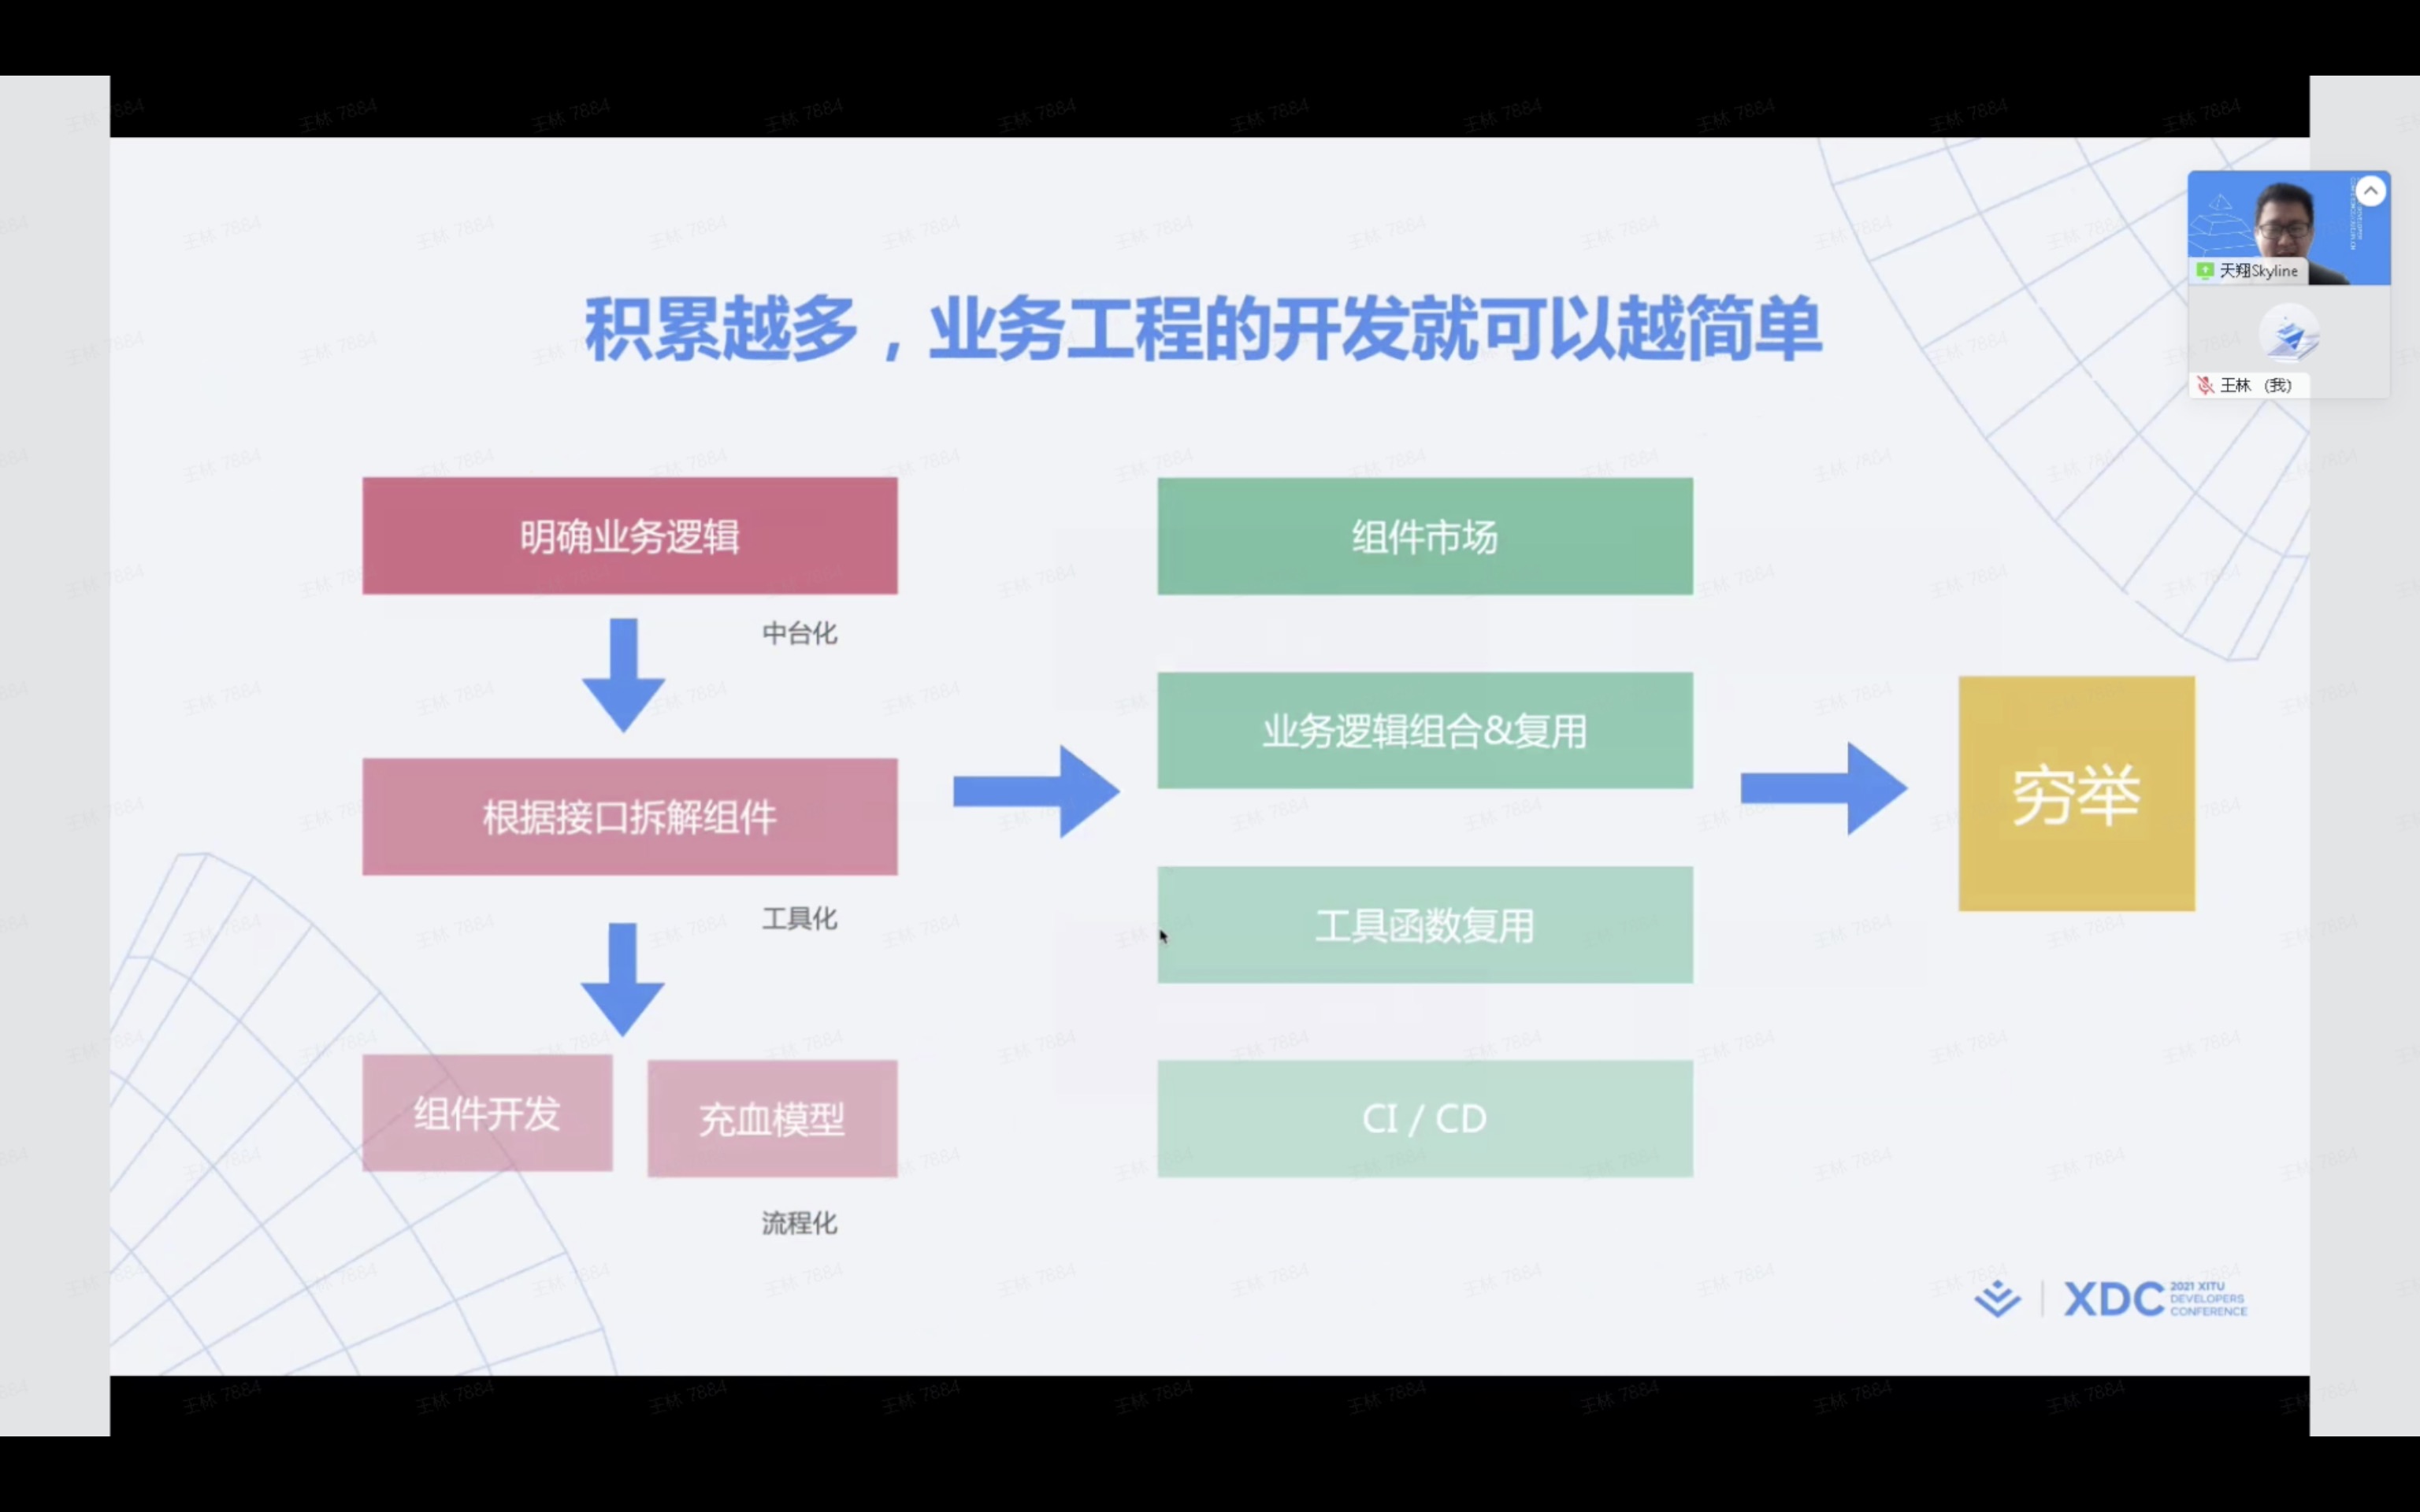 积累越多，业务工程的开发就可以越简单
天翔Skyline
王林 （我）
明确业务逻辑
中台化
根据接口拆解组件
工具化
组件开发
充血模型
流程化
组件市场
业务逻辑组合&复用
工具函数复用
CI / CD
穷举
XDC
2021 XITU
DEVELOPERS
CONFERENCE
王林 7884